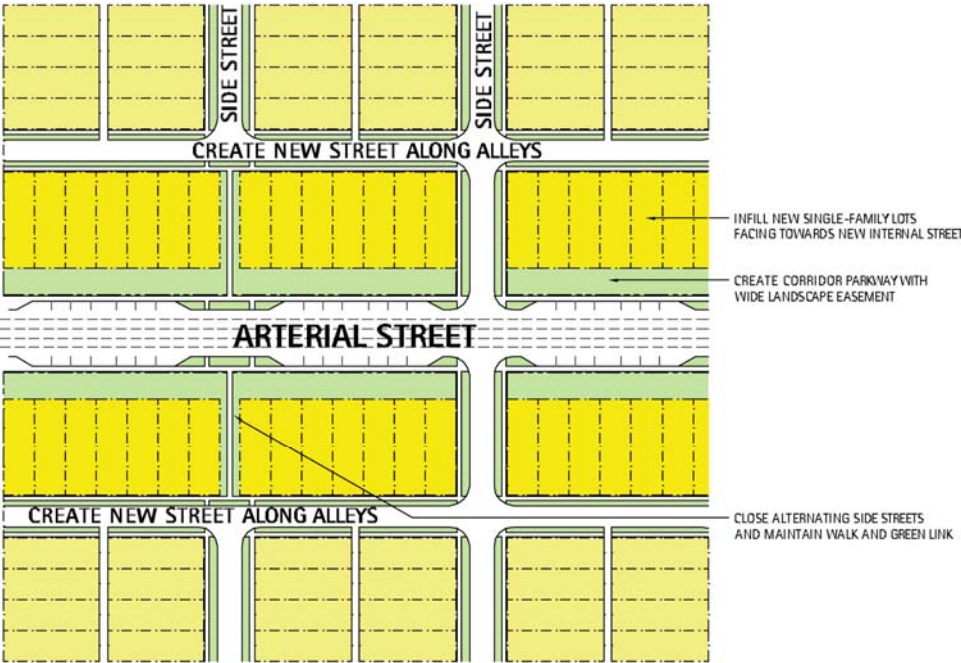 SIDE STREET
SIDE STREET
CREATE NEW STREET ALONG ALLEYS
INFILL NEW SINGLE-FAMILY LOTS
FACING TOWARDS NEW INTERNAL STREET
CREATE CORRIDOR PARKWAY WITH
WIDE LANDSCAPE EASEMENT
ARTERIAL STREET
CREATE NEW STREET ALONG ALLEYS
CLOSE ALTERNATING SIDE STREETS
AND MAINTAIN WALK AND GREEN LINK